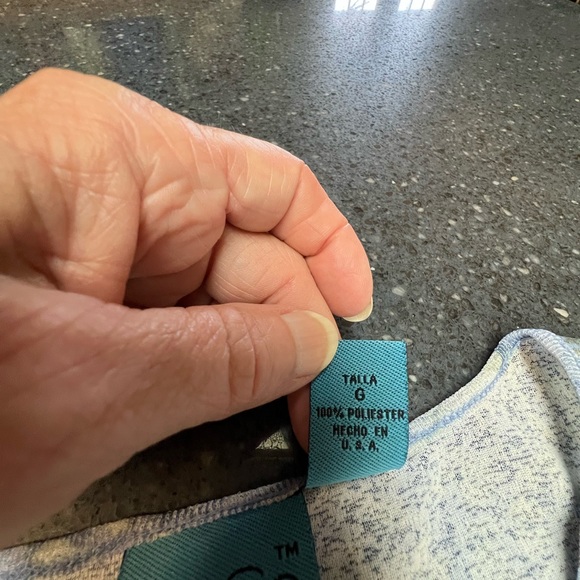 TALLA
G
100% POLIESTER
HECHO EN
U.S.A.
TM